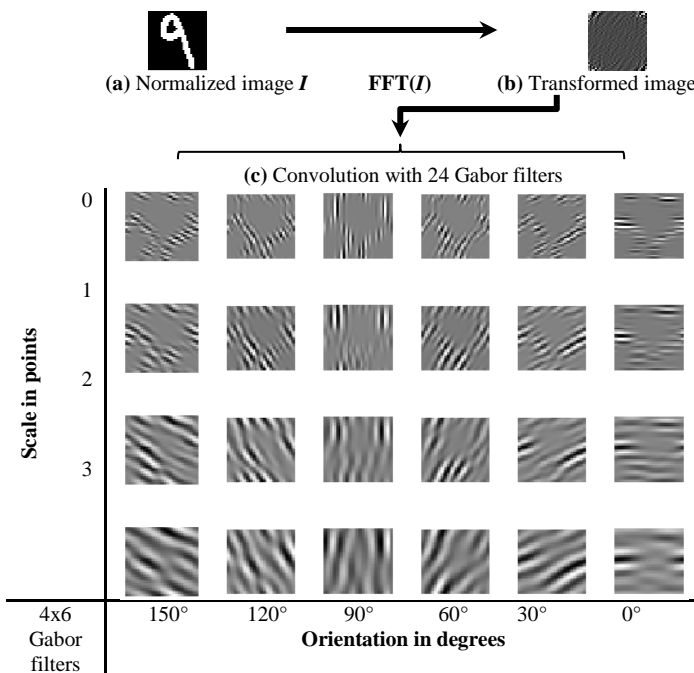 (a) Normalized image I FFT(I) (b) Transformed image
(c) Convolution with 24 Gabor filters
0
1
2
3
Scale in points
4x6 150° 120° 90° 60° 30° 0°
Gabor Orientation in degrees
filters